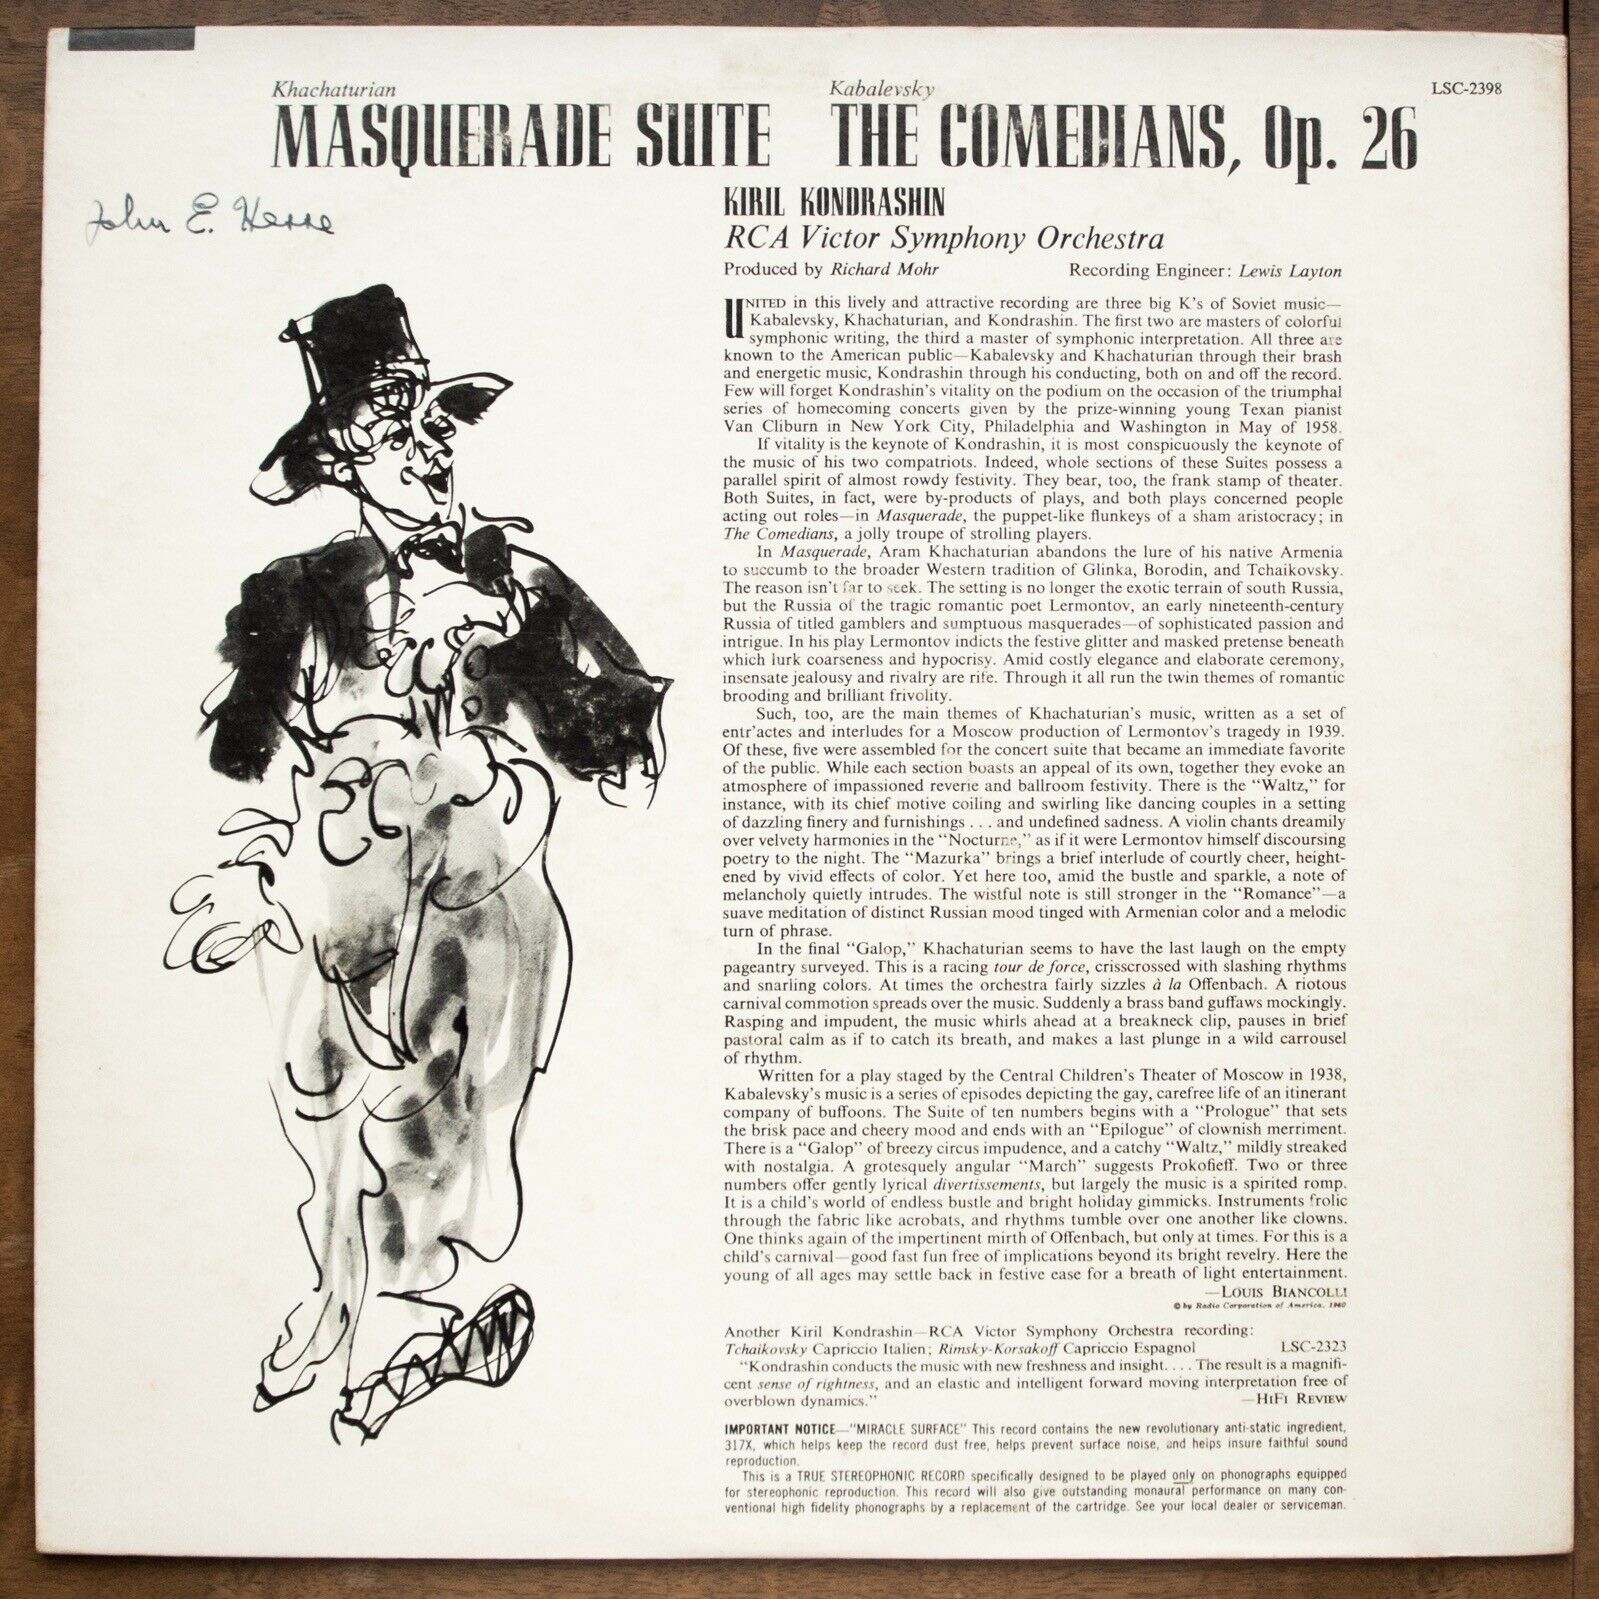 Khachaturian
MASQUERADE SUITE
Kabalevsky
THE COMEDIANS, Op. 26
LSC-2398
John E.
KIRIL KONDRASHIN
RCA Victor Symphony Orchestra
Produced by Richard Mohr
Recording Engineer: Lewis Layton
UNITED in this lively and attractive recording are three big K's of Soviet music—
Kabalevsky, Khachaturian, and Kondrashin. The first two are masters of colorful
symphonic writing, the third a master of symphonic interpretation. All three are
known to the American public—Kabalevsky and Khachaturian through their brash
and energetic music, Kondrashin through his conducting, both on and off the record.
Few will forget Kondrashin's vitality on the podium on the occasion of the triumphal
series of homecoming concerts given by the prize-winning young Texan pianist
Van Cliburn in New York City, Philadelphia and Washington in May of 1958.
If vitality is the keynote of Kondrashin, it is most conspicuously the keynote of
the music of his two compatriots. Indeed, whole sections of these Suites possess a
parallel spirit of almost rowdy festivity. They bear, too, the frank stamp of theater.
Both Suites, in fact, were by-products of plays, and both plays concerned people
acting out roles—in Masquerade, the puppet-like flunkeys of a sham aristocracy; in
The Comedians, a jolly troupe of strolling players.
In Masquerade, Aram Khachaturian abandons the lure of his native Armenia
to succumb to the broader Western tradition of Glinka, Borodin, and Tchaikovsky.
The reason isn't far to seek. The setting is no longer the exotic terrain of south Russia,
but the Russia of the tragic romantic poet Lermontov, an early nineteenth-century
Russia of titled gamblers and sumptuous masquerades—of sophisticated passion and
intrigue. In his play Lermontov indicts the festive glitter and masked pretense beneath
which lurk coarseness and hypocrisy. Amid costly elegance and elaborate ceremony,
insensate jealousy and rivalry are rife. Through it all run the twin themes of romantic
brooding and brilliant frivolity.
Such, too, are the main themes of Khachaturian's music, written as a set of
entr'actes and interludes for a Moscow production of Lermontov's tragedy in 1939.
Of these, five were assembled for the concert suite that became an immediate favorite
of the public. While each section boasts an appeal of its own, together they evoke an
atmosphere of impassioned reverie and ballroom festivity. There is the "Waltz," for
instance, with its chief motive coiling and swirling like dancing couples in a setting
of dazzling finery and furnishings . . . and undefined sadness. A violin chants dreamily
over velvety harmonies in the "Nocturne," as if it were Lermontov himself discoursing
poetry to the night. The "Mazurka" brings a brief interlude of courtly cheer, height-
ened by vivid effects of color. Yet here too, amid the bustle and sparkle, a note of
melancholy quietly intrudes. The wistful note is still stronger in the "Romance"—a
suave meditation of distinct Russian mood tinged with Armenian color and a melodic
turn of phrase.
In the final "Galop," Khachaturian seems to have the last laugh on the empty
pageantry surveyed. This is a racing tour de force, crisscrossed with slashing rhythms
and snarling colors. At times the orchestra fairly sizzles à la Offenbach. A riotous
carnival commotion spreads over the music. Suddenly a brass band guffaws mockingly.
Rasping and impudent, the music whirls ahead at a breakneck clip, pauses in brief
pastoral calm as if to catch its breath, and makes a last plunge in a wild carrousel
of rhythm.
Written for a play staged by the Central Children's Theater of Moscow in 1938,
Kabalevsky's music is a series of episodes depicting the gay, carefree life of an itinerant
company of buffoons. The Suite of ten numbers begins with a "Prologue" that sets
the brisk pace and cheery mood and ends with an "Epilogue" of clownish merriment.
There is a "Galop" of breezy circus impudence, and a catchy "Waltz," mildly streaked
with nostalgia. A grotesquely angular "March" suggests Prokofieff. Two or three
numbers offer gently lyrical divertissements, but largely the music is a spirited romp.
It is a child's world of endless bustle and bright holiday gimmicks. Instruments frolic
through the fabric like acrobats, and rhythms tumble over one another like clowns.
One thinks again of the impertinent mirth of Offenbach, but only at times. For this is a
child's carnival—good fast fun free of implications beyond its bright revelry. Here the
young of all ages may settle back in festive ease for a breath of light entertainment.
—LOUIS BIANCOLLI
© by Radio Corporation of America, 1960
Another Kiril Kondrashin—RCA Victor Symphony Orchestra recording:
Tchaikovsky Capriccio Italien; Rimsky-Korsakoff Capriccio Espagnol LSC-2323
"Kondrashin conducts the music with new freshness and insight. . . . The result is a magnifi-
cent sense of rightness, and an elastic and intelligent forward moving interpretation free of
overblown dynamics." —HIFI REVIEW
IMPORTANT NOTICE—"MIRACLE SURFACE" This record contains the new revolutionary anti-static ingredient,
317X, which helps keep the record dust free, helps prevent surface noise, and helps insure faithful sound
reproduction.
This is a TRUE STEREOPHONIC RECORD specifically designed to be played only on phonographs equipped
for stereophonic reproduction. This record will also give outstanding monaural performance on many con-
ventional high fidelity phonographs by a replacement of the cartridge. See your local dealer or serviceman.